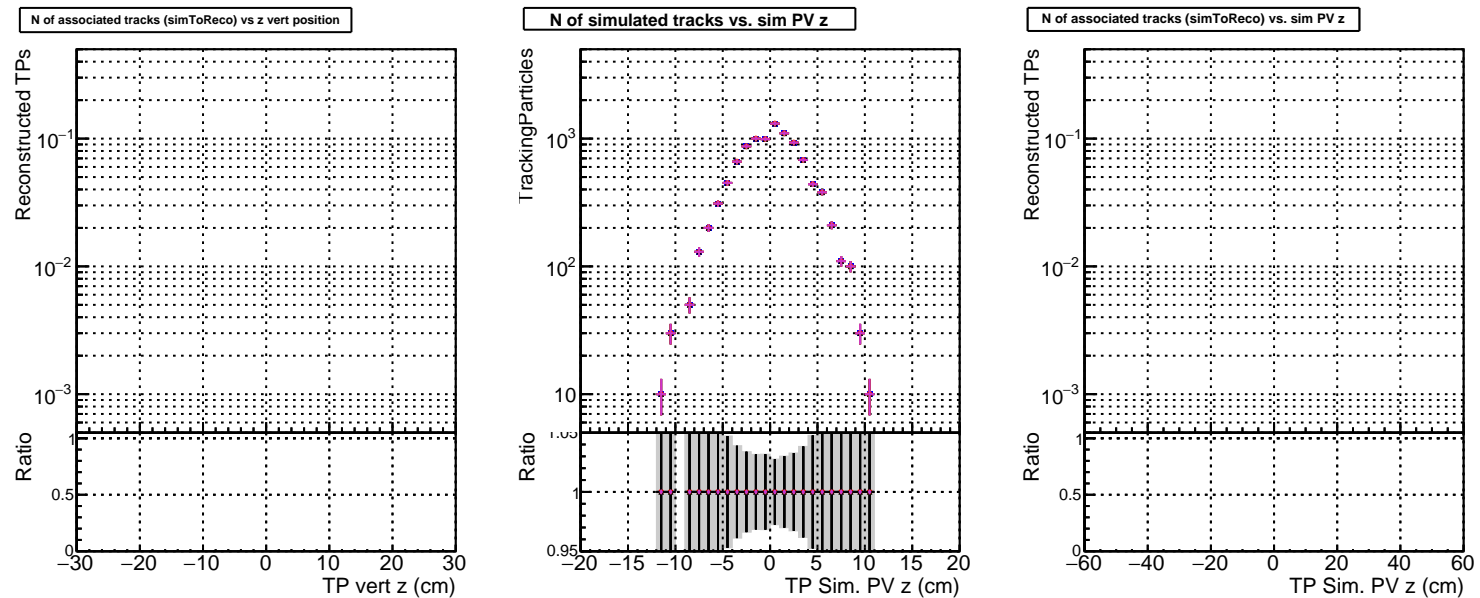 N of associated tracks (simToReco) vs z vert position
Reconstructed TPs
10⁻¹
10⁻²
10⁻³
Ratio
1
0.5
0
−30 −20 −10 0 10 20 30
TP vert z (cm)
N of simulated tracks vs. sim PV z
TrackingParticles
10³
10²
10
Ratio
1.05
1
0.95
−20 −15 −10 −5 0 5 10 15 20
TP Sim. PV z (cm)
N of associated tracks (simToReco) vs. sim PV z
Reconstructed TPs
10⁻¹
10⁻²
10⁻³
Ratio
1
0.5
0
−60 −40 −20 0 20 40 60
TP Sim. PV z (cm)